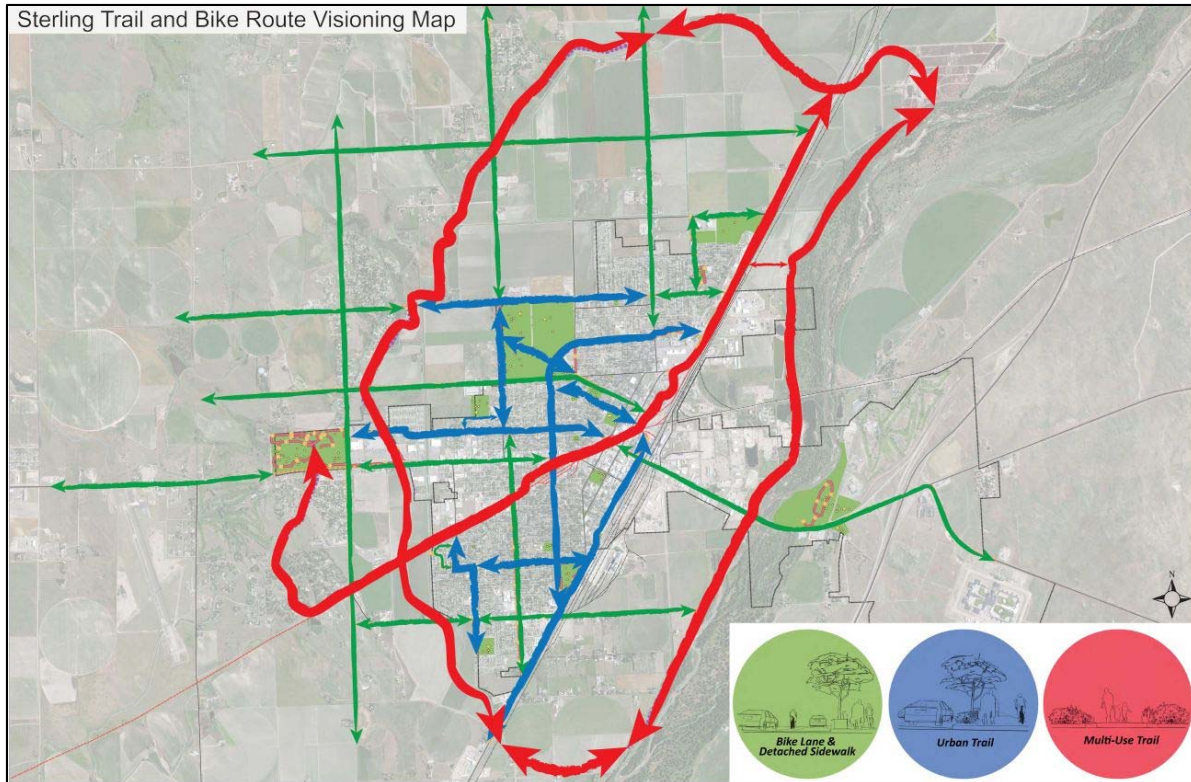 Sterling Trail and Bike Route Visioning Map
N
Bike Lane &
Detached Sidewalk
Urban Trail
Multi-Use Trail